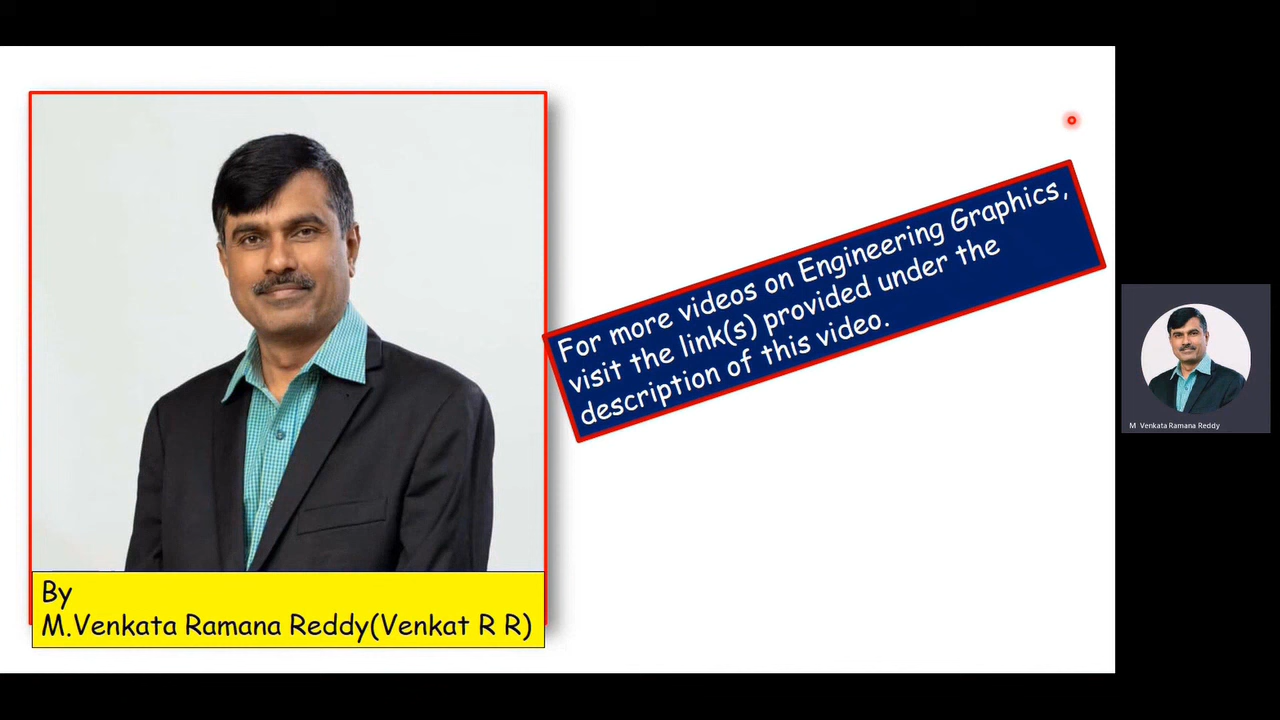 For more videos on Engineering Graphics,
visit the link(s) provided under the
description of this video.
By
M.Venkata Ramana Reddy(Venkat R R)
M Venkata Ramana Reddy